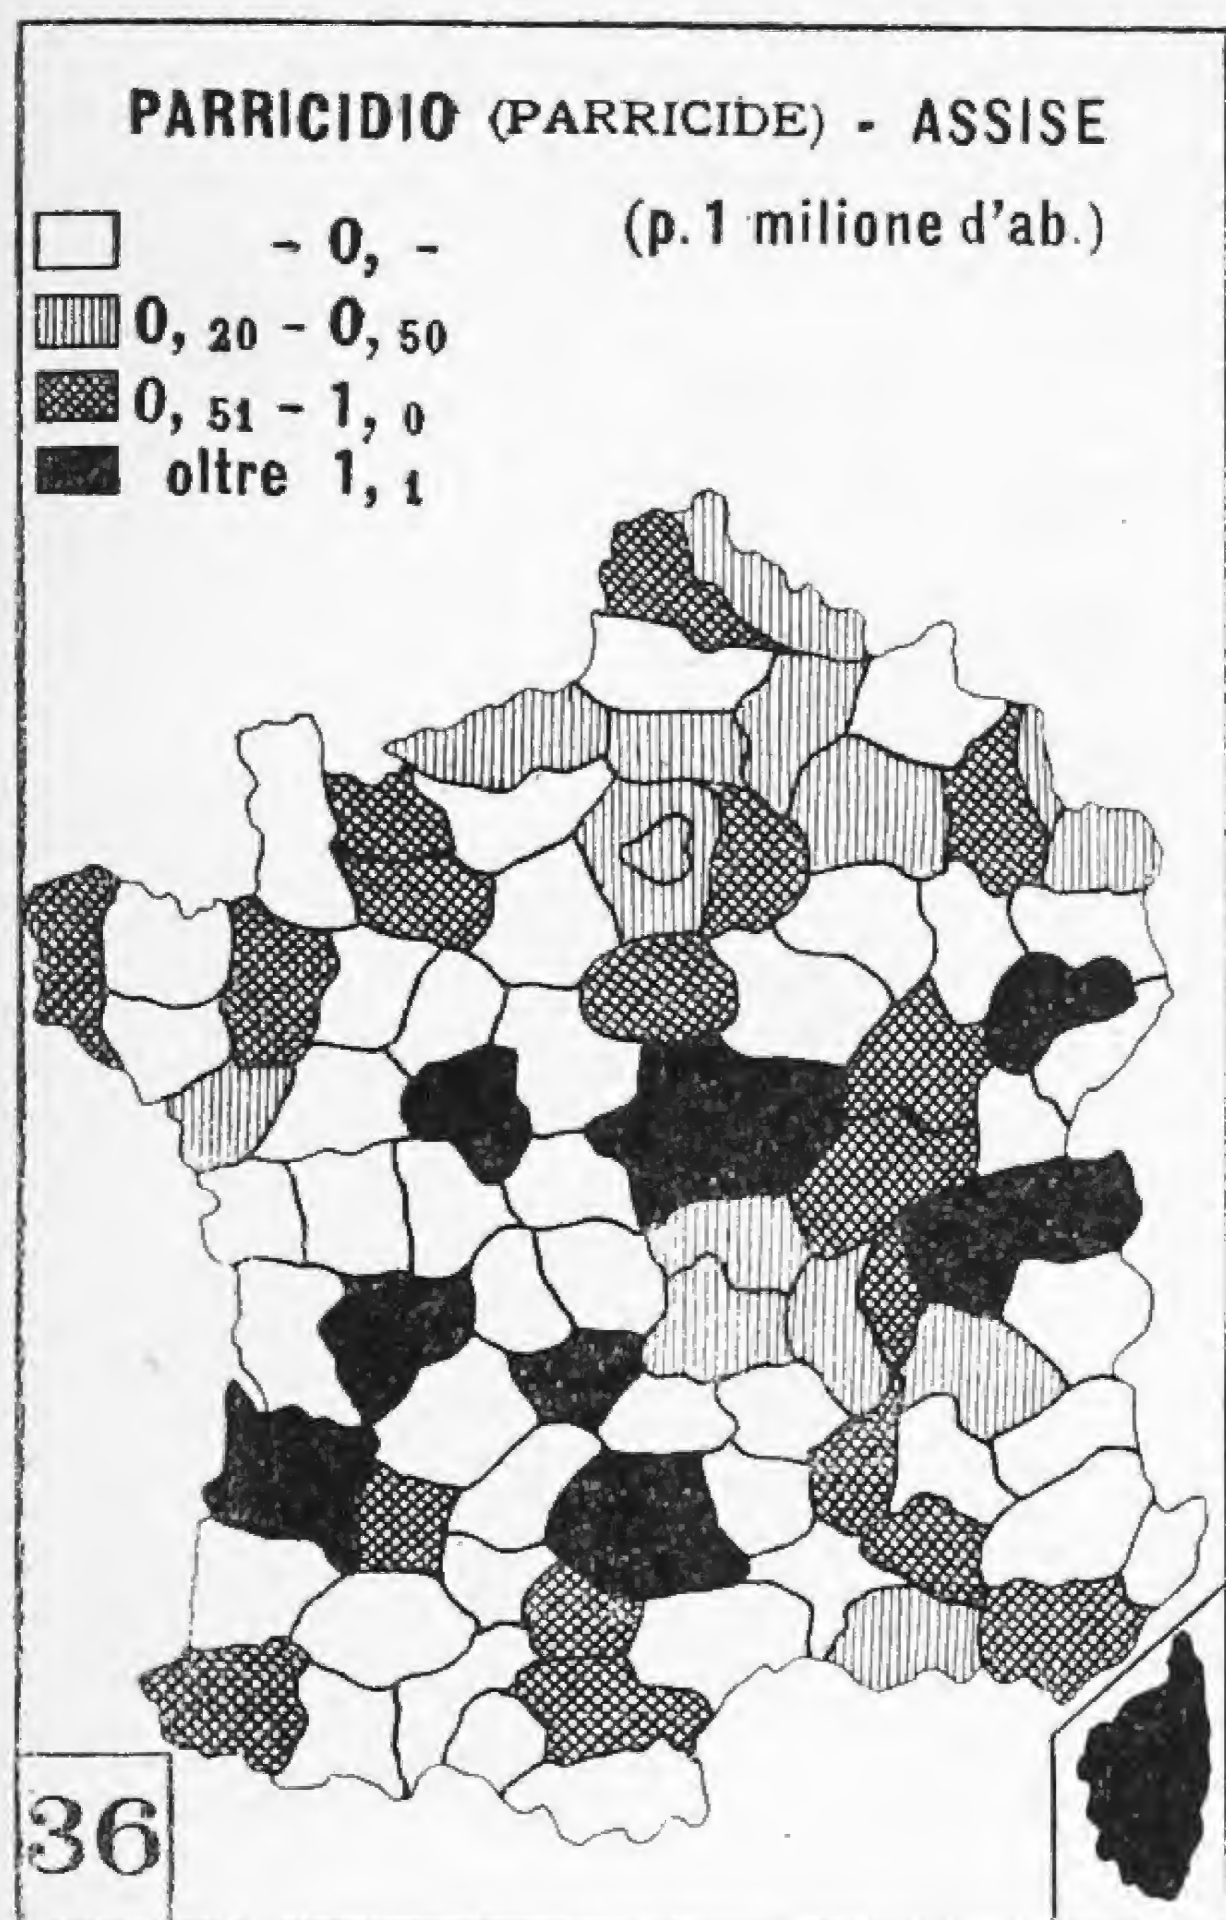 PARRICIDIO (PARRICIDE) - ASSISE
(p. 1 milione d'ab.)
- 0, -
0, 20 - 0, 50
0, 51 - 1, 0
oltre 1, 1
36